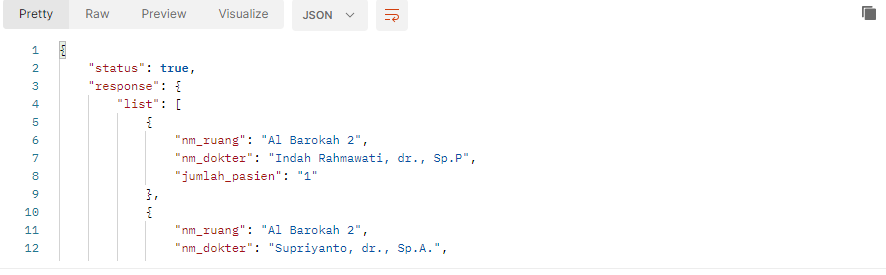 Pretty Raw Preview Visualize JSON
1 {
2 "status": true,
3 "response": {
4 "list": [
5 {
6 "nm_ruang": "Al Barokah 2",
7 "nm_dokter": "Indah Rahmawati, dr., Sp.P",
8 "jumlah_pasien": "1"
9 },
10 {
11 "nm_ruang": "Al Barokah 2",
12 "nm_dokter": "Supriyanto, dr., Sp.A.",